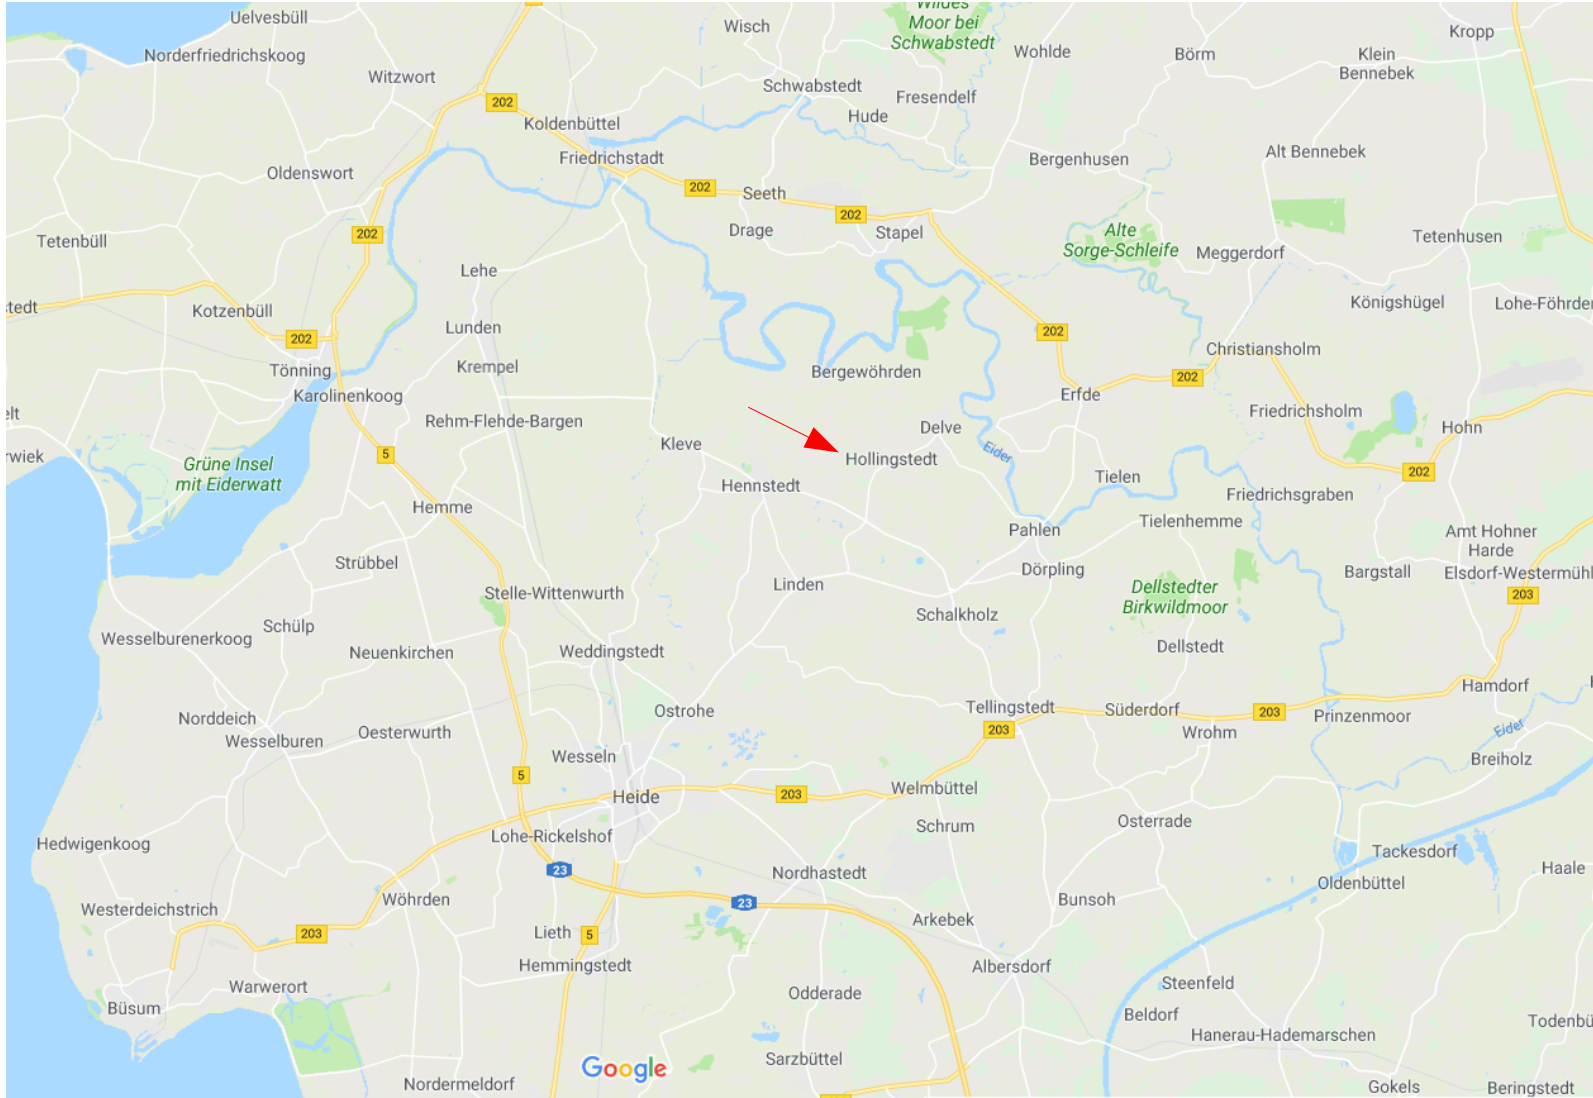 Wildes
Moor bei
Schwabstedt
Uelvesbüll
Wisch
Kropp
Norderfriedrichskoog
Wohlde
Börm
Klein
Bennebek
Witzwort
Schwabstedt
Fresendelf
202
Hude
Koldenbüttel
Friedrichstadt
Bergenhusen
Alt Bennebek
Oldenswort
202
Seeth
202
Drage
Stapel
202
Alte
Sorge-Schleife
Tetenbüll
Tetenhusen
Meggerdorf
Lehe
stedt
Kotzenbüll
Königshügel
Lohe-Föhrde
Lunden
202
202
Christiansholm
Tönning
Krempel
Bergewöhrden
202
Karolinenkoog
Erfde
elt
Rehm-Flehde-Bargen
Friedrichsholm
Delve
Hohn
Kleve
Eider
rwiek
5
Hollingstedt
Grüne Insel
mit Eiderwatt
202
Tielen
Hennstedt
Friedrichsgraben
Hemme
Tielenhemme
Pahlen
Amt Hohner
Harde
Strübbel
Dörpling
Bargstall
Elsdorf-Westermühl
Linden
Dellstedter
Birkwildmoor
203
Stelle-Wittenwurth
Schalkholz
Schülp
Wesselburenerkoog
Neuenkirchen
Weddingstedt
Dellstedt
Hamdorf
Ostrohe
Tellingstedt
Süderdorf
203
Prinzenmoor
Norddeich
Wesselburen
Oesterwurth
203
Wrohm
Eider
Wesseln
Breiholz
5
Heide
203
Welmbüttel
Schrum
Osterrade
Lohe-Rickelshof
Hedwigenkoog
Tackesdorf
23
Nordhastedt
Haale
Oldenbüttel
Wöhrden
23
Bunsoh
Westerdeichstrich
Arkebek
203
Lieth
5
Hemmingstedt
Albersdorf
Warwerort
Steenfeld
Odderade
Büsum
Beldorf
Todenbü
Hanerau-Hademarschen
Sarzbüttel
Google
Nordermeldorf
Gokels
Beringstedt